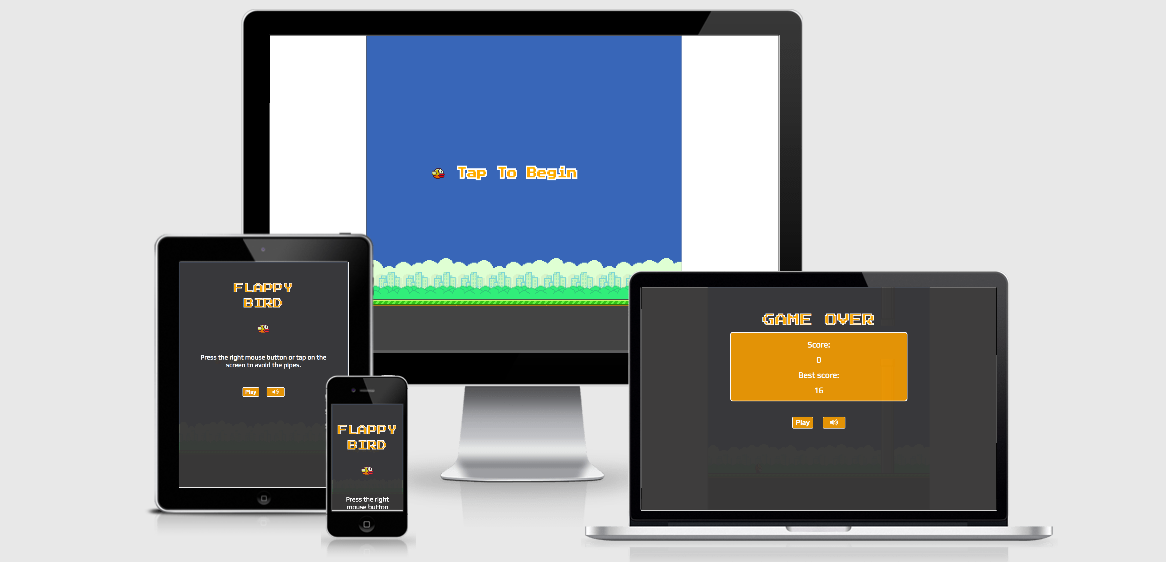 Tap To Begin
FLAPPY
BIRD
Press the right mouse button or tap on the
screen to avoid the pipes.
Play
FLAPPY
BIRD
Press the right
mouse button
GAME OVER
Score:
0
Best score:
16
Play